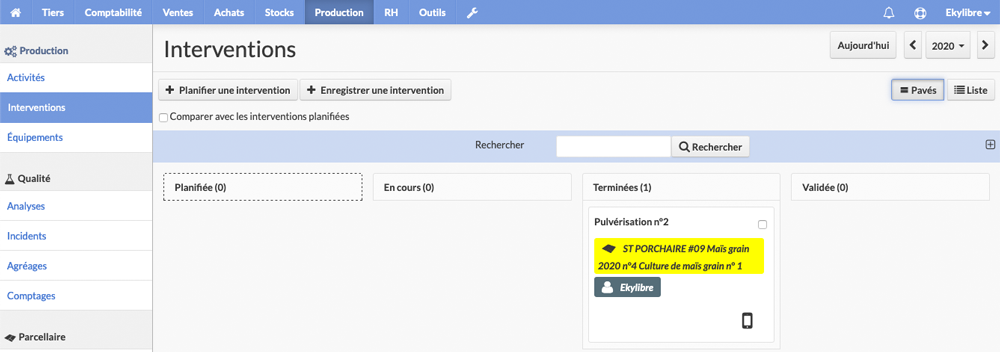 Tiers Comptabilité Ventes Achats Stocks Production RH Outils Ekylibre
Production
Activités
Interventions
Équipements
Qualité
Analyses
Incidents
Agréages
Comptages
Parcellaire
Interventions
Aujourd'hui 2020
Planifier une intervention Enregistrer une intervention Pavés Liste
Comparer avec les interventions planifiées
Rechercher Rechercher
Planifiée (0) En cours (0) Terminées (1) Validée (0)
Pulvérisation n°2
ST PORCHAIRE #09 Maïs grain
2020 n°4 Culture de maïs grain n° 1
Ekylibre